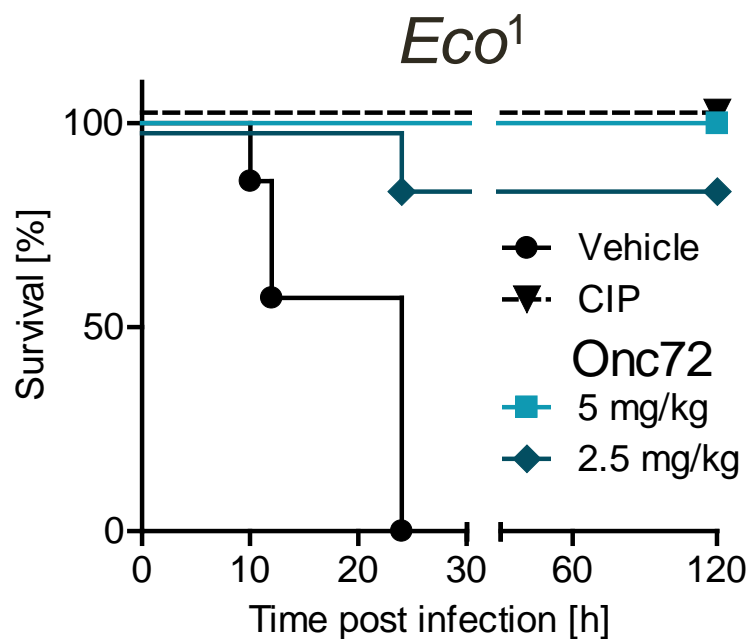 Eco¹
Survival [%]
100
50
0
Vehicle
CIP
Onc72
5 mg/kg
2.5 mg/kg
0 10 20 30 60 120
Time post infection [h]